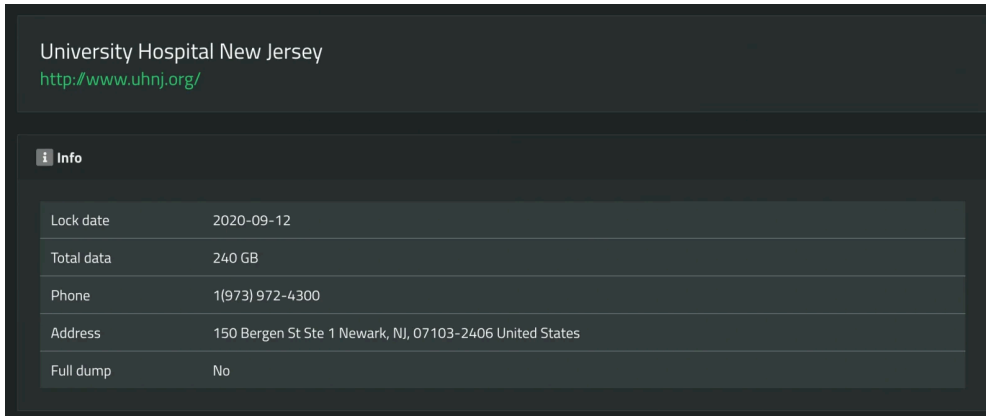 University Hospital New Jersey
http://www.uhnj.org/
i Info
Lock date 2020-09-12
Total data 240 GB
Phone 1(973) 972-4300
Address 150 Bergen St Ste 1 Newark, NJ, 07103-2406 United States
Full dump No